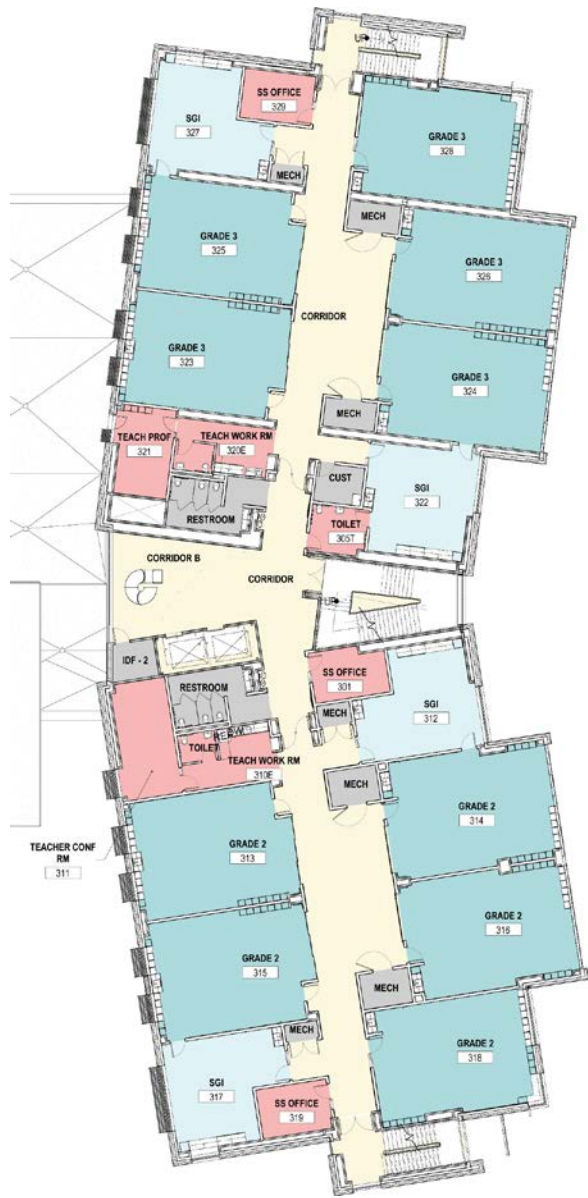 UP
SS OFFICE
329
SGI
327
GRADE 3
328
MECH
MECH
GRADE 3
325
GRADE 3
326
CORRIDOR
GRADE 3
323
GRADE 3
324
MECH
TEACH PROF
321
TEACH WORK RM
320E
CUST
SGI
322
RESTROOM
TOILET
305T
CORRIDOR B
CORRIDOR
UP
IDF - 2
SS OFFICE
301
RESTROOM
SGI
312
MECH
TOILET
TEACH WORK RM
310E
MECH
GRADE 2
314
TEACHER CONF
RM
311
GRADE 2
313
GRADE 2
316
GRADE 2
315
MECH
MECH
GRADE 2
318
SGI
317
SS OFFICE
319